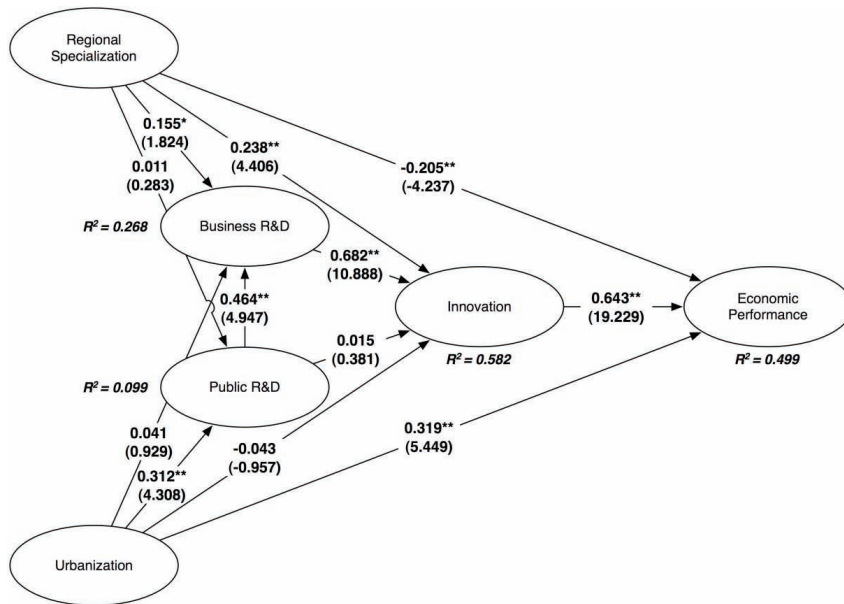 Regional
Specialization
0.155*
(1.824)
0.238**
(4.406)
0.011
(0.283)
-0.205**
(-4.237)
R² = 0.268
Business R&D
0.682**
(10.888)
0.464**
(4.947)
Innovation
0.643**
(19.229)
Economic
Performance
0.015
(0.381)
R² = 0.582
R² = 0.499
R² = 0.099
Public R&D
0.041
(0.929)
-0.043
(-0.957)
0.319**
(5.449)
0.312**
(4.308)
Urbanization